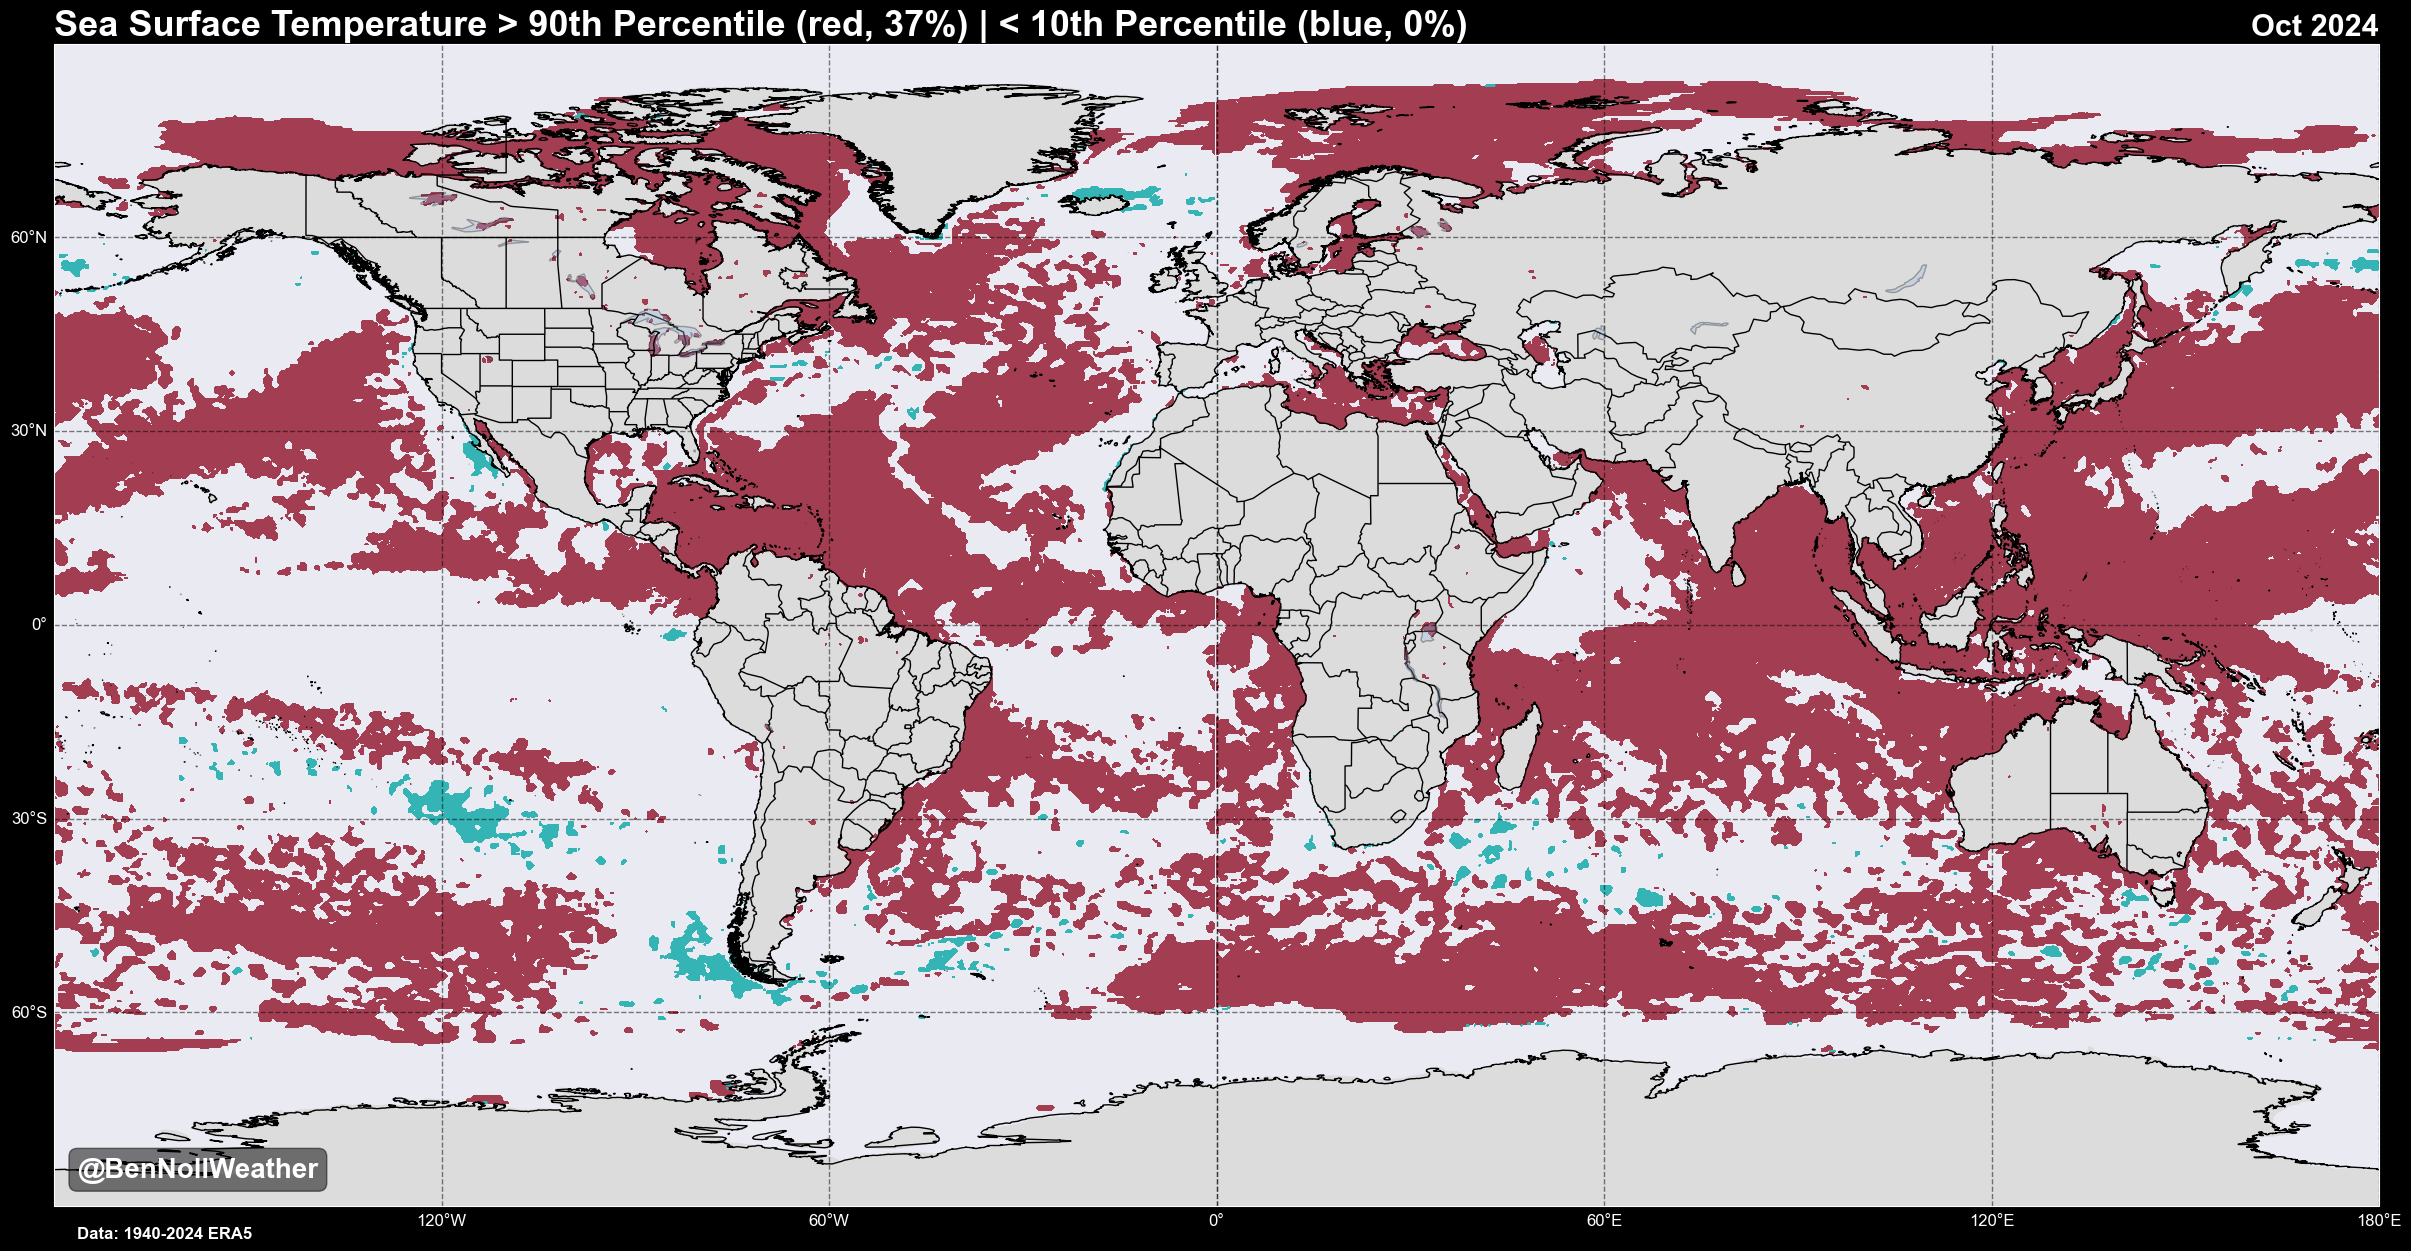 Sea Surface Temperature > 90th Percentile (red, 37%) | < 10th Percentile (blue, 0%)
Oct 2024
60°N
30°N
0°
30°S
60°S
120°W
60°W
0°
60°E
120°E
180°E
@BenNollWeather
Data: 1940-2024 ERA5